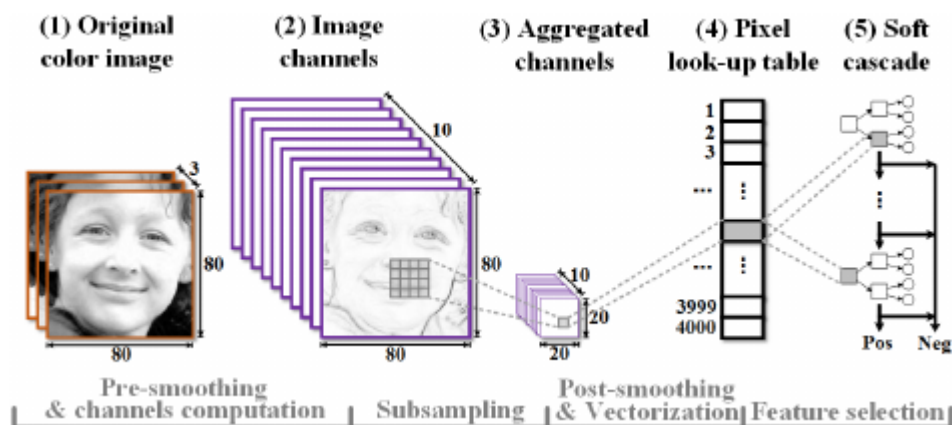 (1) Original
color image
(2) Image
channels
(3) Aggregated
channels
(4) Pixel
look-up table
(5) Soft
cascade
3
80
80
10
80
80
10
20
20
1
2
3
...
...
3999
4000
Pos Neg
Pre-smoothing
& channels computation
Subsampling
Post-smoothing
& Vectorization
Feature selection